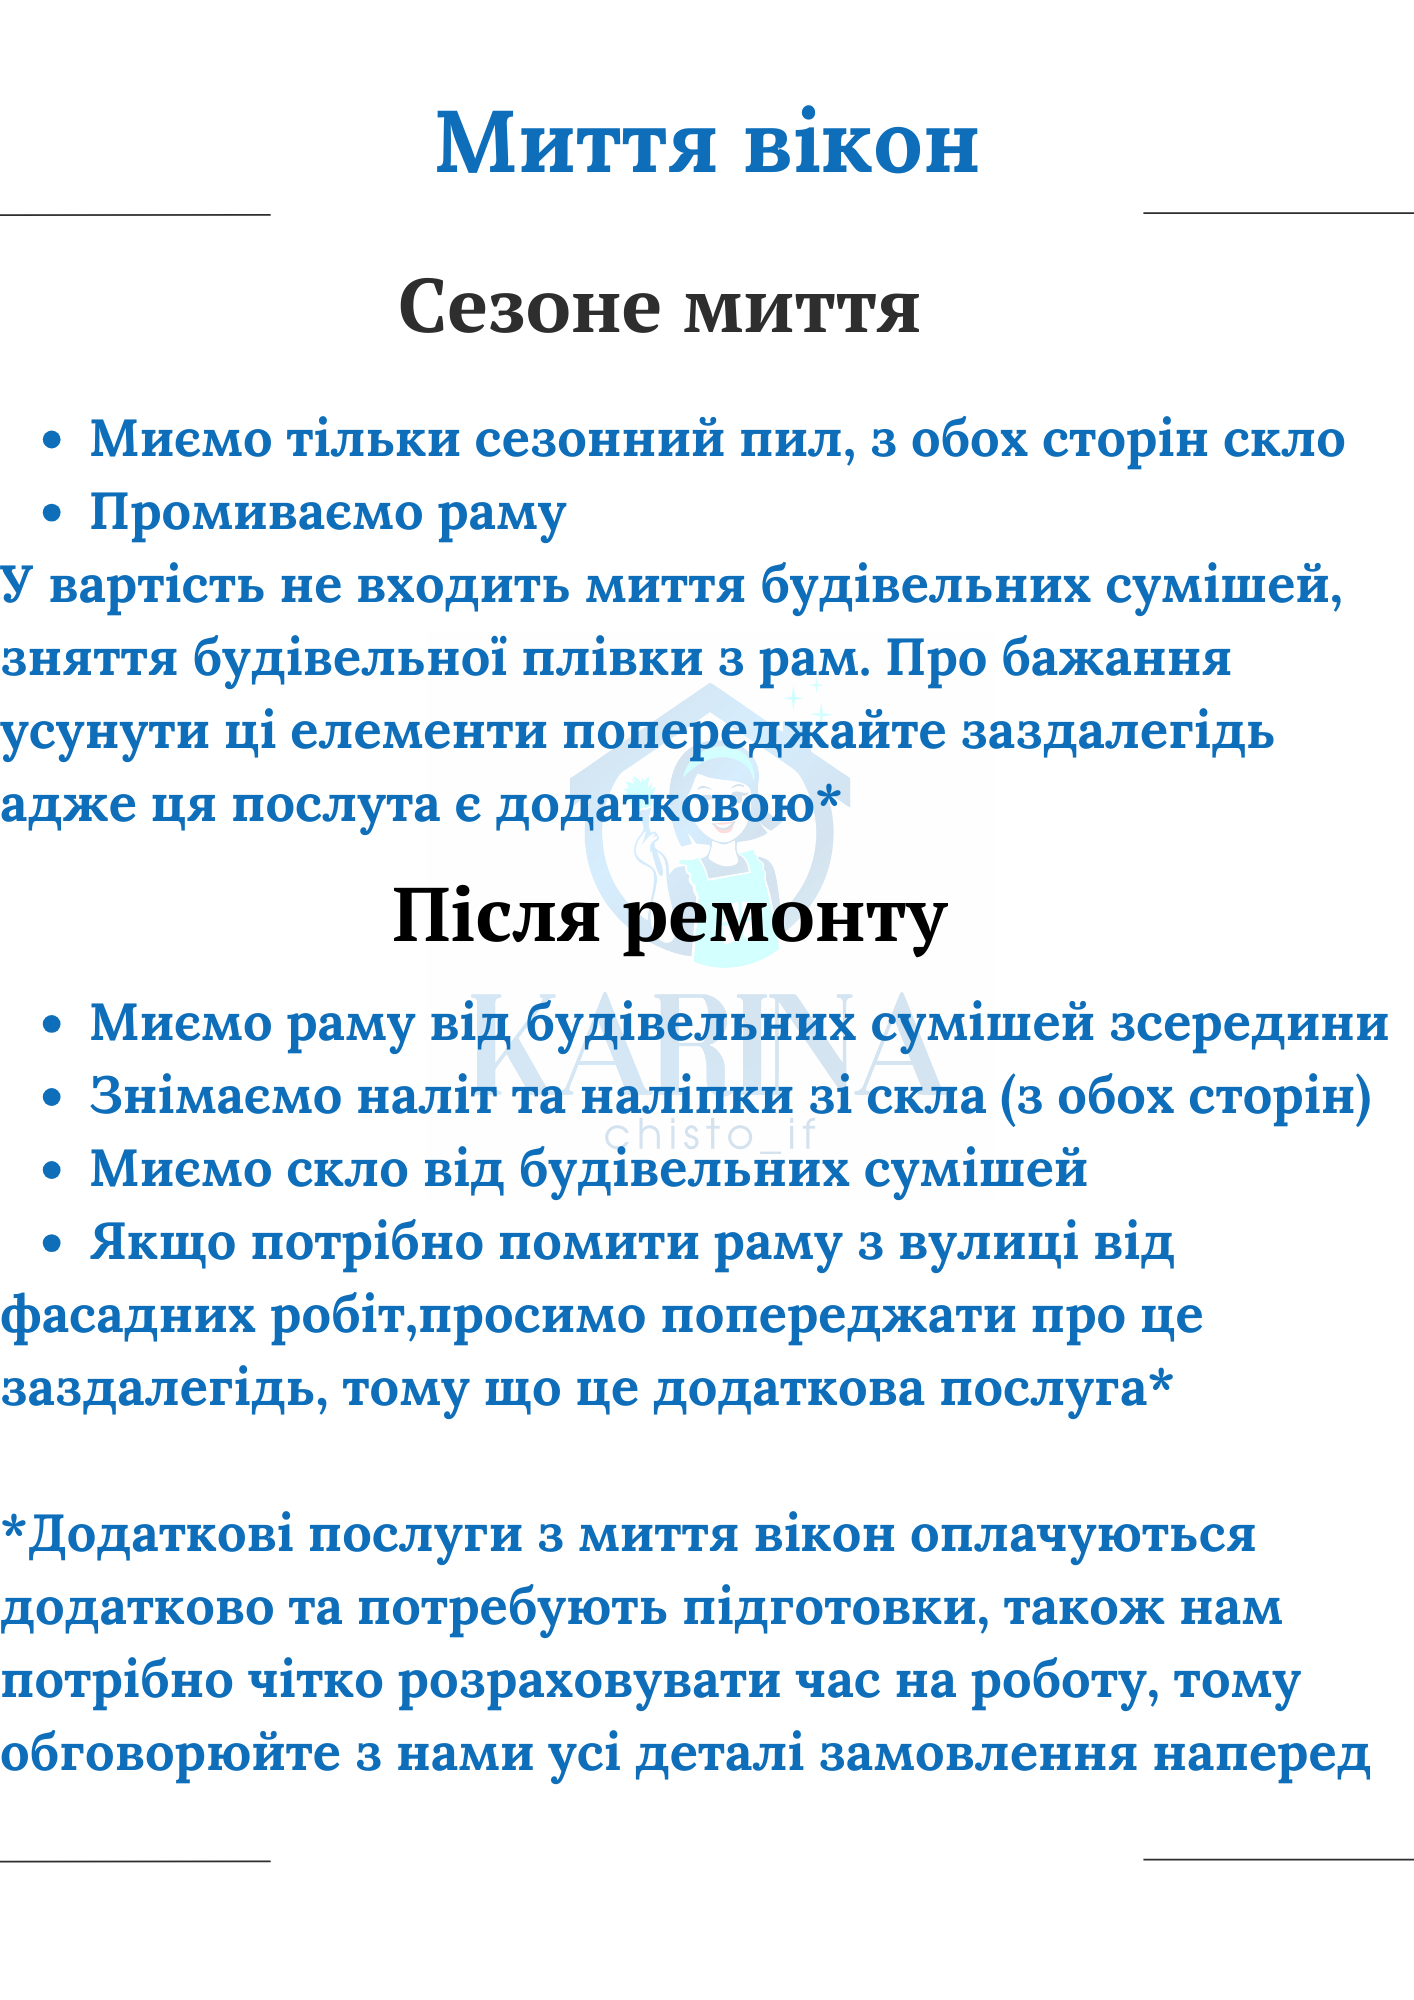 Миття вікон
Сезоне миття
• Миємо тільки сезонний пил, з обох сторін скло
• Промиваємо раму
У вартість не входить миття будівельних сумішей,
зняття будівельної плівки з рам. Про бажання
усунути ці елементи попереджайте заздалегідь
адже ця послута є додатковою*
Після ремонту
• Миємо раму від будівельних сумішей зсередини
• Знімаємо наліт та наліпки зі скла (з обох сторін)
• Миємо скло від будівельних сумішей
• Якщо потрібно помити раму з вулиці від
фасадних робіт,просимо попереджати про це
заздалегідь, тому що це додаткова послуга*
*Додаткові послуги з миття вікон оплачуються
додатково та потребують підготовки, також нам
потрібно чітко розраховувати час на роботу, тому
обговорюйте з нами усі деталі замовлення наперед
KABINA
chisto_if